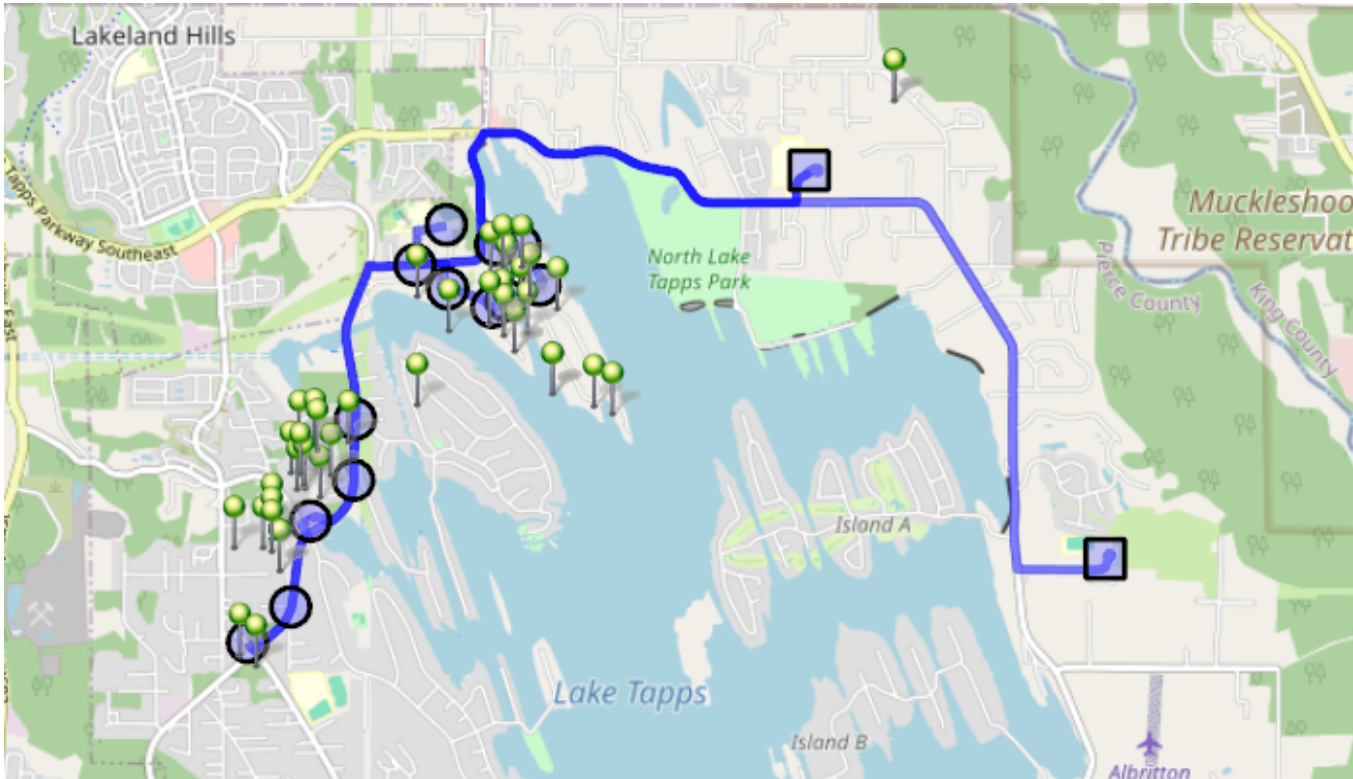 Lakeland Hills
Tapps Parkway Southeast
Muckleshoo
Tribe Reservat
North Lake
Tapps Park
Pierce County
King County
East
Island A
Lake Tapps
Island B
Albritton